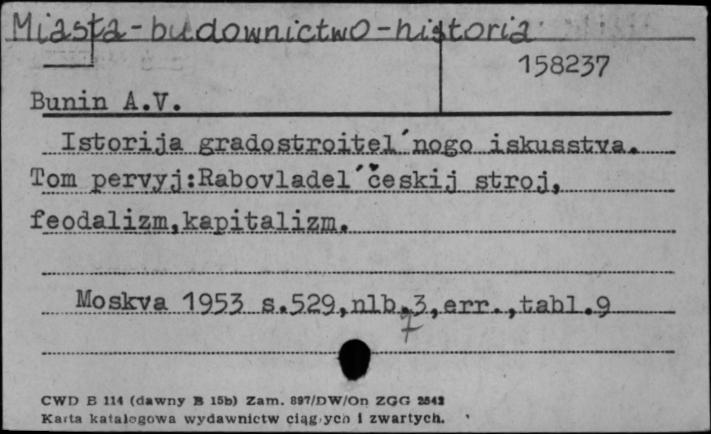 Miasta-budownictwo-historia
158237
Bunin A.V.
Istorija gradostroitel´nogo iskusstva.
Tom pervyj:Rabovladel´českij stroj,
feodalizm,kapitalizm.
Moskva 1953 s.529,nlb.3,err.,tabl.9
7
CWD B 114 (dawny B 15b) Zam. 897/DW/On ZGG 2542
Karta katalogowa wydawnictw ciągłych i zwartych.